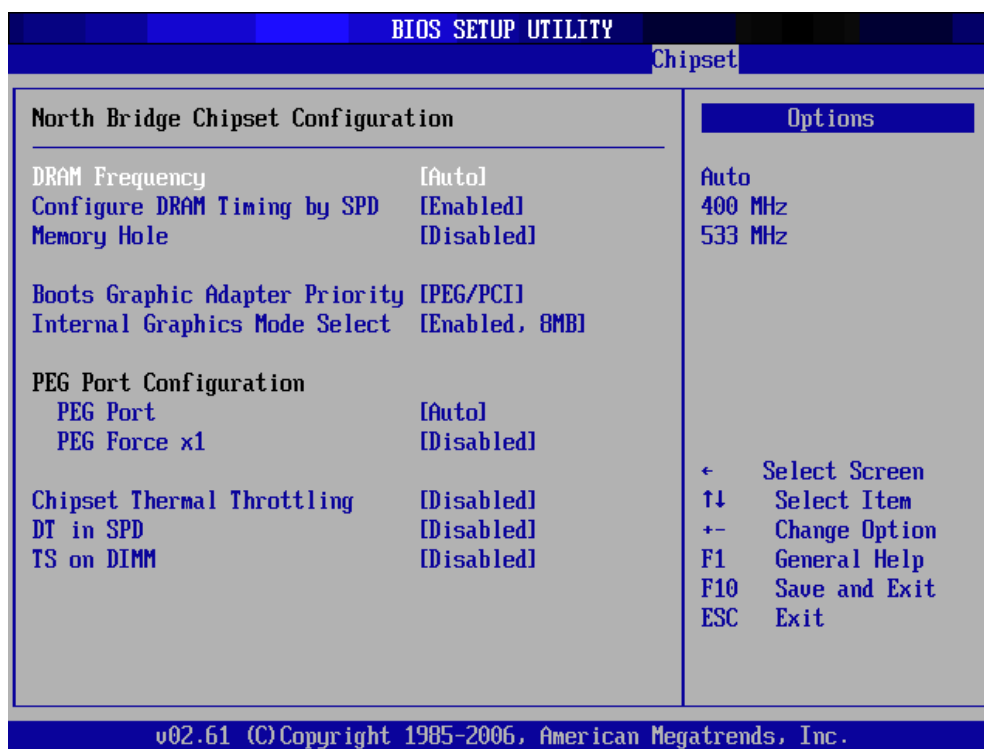 BIOS SETUP UTILITY
Chipset
North Bridge Chipset Configuration
DRAM Frequency [Auto]
Configure DRAM Timing by SPD [Enabled]
Memory Hole [Disabled]
Boots Graphic Adapter Priority [PEG/PCI]
Internal Graphics Mode Select [Enabled, 8MB]
PEG Port Configuration
PEG Port [Auto]
PEG Force x1 [Disabled]
Chipset Thermal Throttling [Disabled]
DT in SPD [Disabled]
TS on DIMM [Disabled]
Options
Auto
400 MHz
533 MHz
← Select Screen
↑↓ Select Item
+- Change Option
F1 General Help
F10 Save and Exit
ESC Exit
v02.61 (C)Copyright 1985-2006, American Megatrends, Inc.